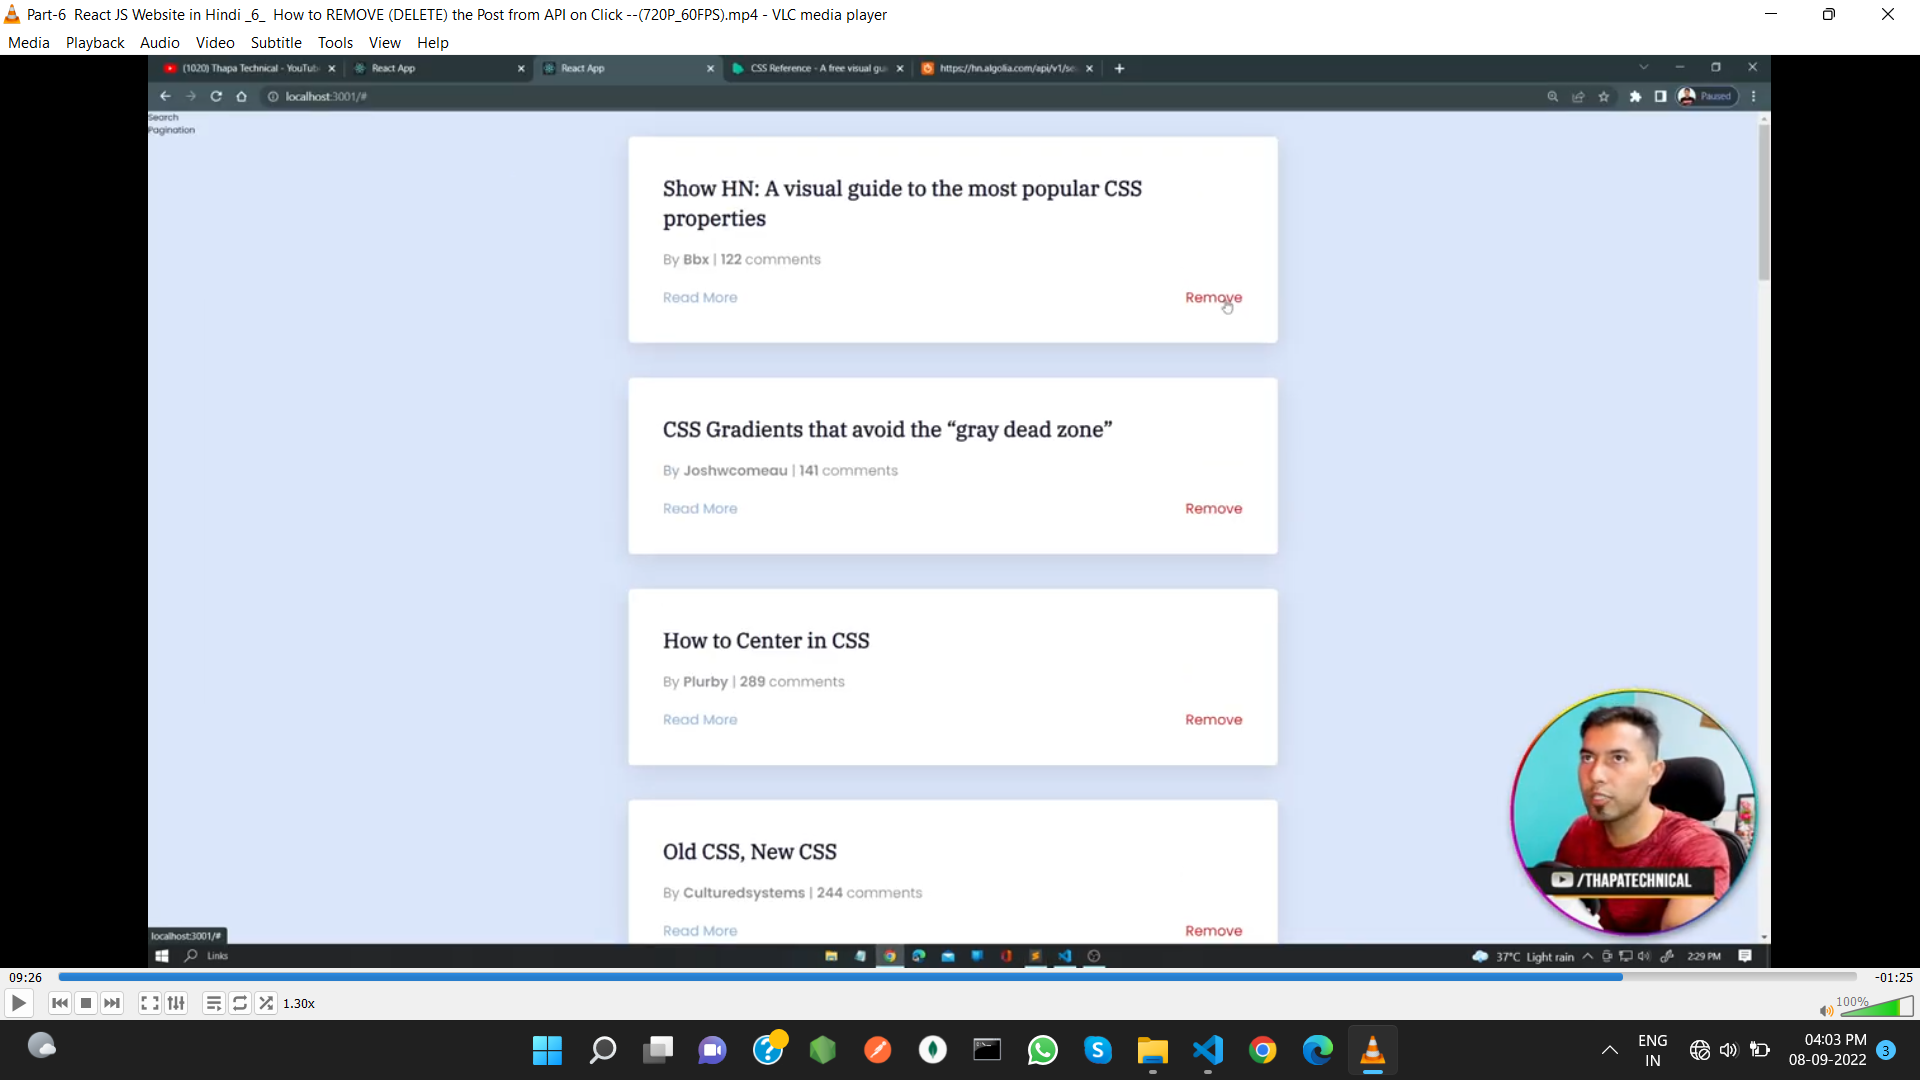 Part-6  React JS Website in Hindi _6_  How to REMOVE (DELETE) the Post from API on Click --(720P_60FPS).mp4 - VLC media player
Media Playback Audio Video Subtitle Tools View Help
(1020) Thapa Technical - YouTub React App React App CSS Reference - A free visual gui https://hn.algolia.com/api/v1/se
localhost:3001/# Paused
Search
Pagination
Show HN: A visual guide to the most popular CSS
properties
By Bbx | 122 comments
Read More Remove
CSS Gradients that avoid the “gray dead zone”
By Joshwcomeau | 141 comments
Read More Remove
How to Center in CSS
By Plurby | 289 comments
Read More Remove
Old CSS, New CSS
By Culturedsystems | 244 comments
Read More Remove
/THAPATECHNICAL
localhost:3001/#
Links 37°C Light rain 2:29 PM
09:26 -01:25
1.30x 100%
ENG
IN
04:03 PM
08-09-2022 3